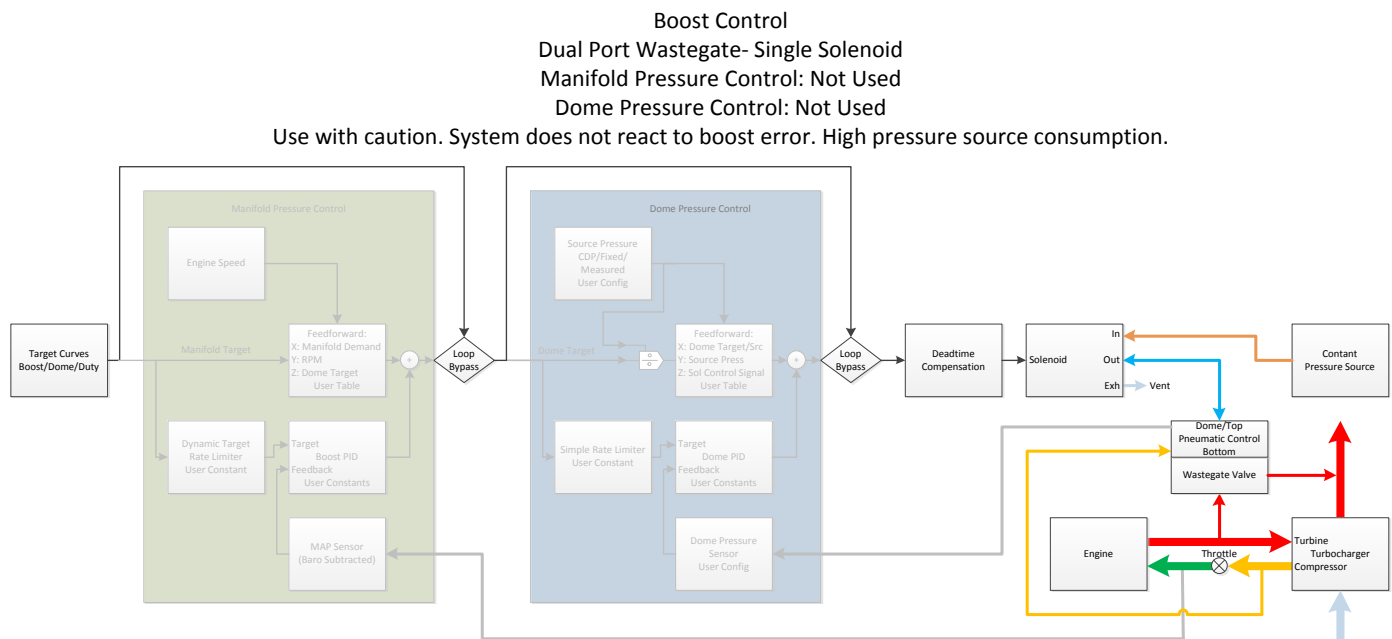 Boost Control
Dual Port Wastegate- Single Solenoid
Manifold Pressure Control: Not Used
Dome Pressure Control: Not Used
Use with caution. System does not react to boost error. High pressure source consumption.
Manifold Pressure Control
Engine Speed
Target Curves
Boost/Dome/Duty
Manifold Target
Feedforward:
X: Manifold Demand
Y: RPM
Z: Dome Target
User Table
+
Dynamic Target
Rate Limiter
User Constant
Target
Boost PID
Feedback
User Constants
MAP Sensor
(Baro Subtracted)
Loop
Bypass
Dome Pressure Control
Source Pressure
CDP/Fixed/
Measured
User Config
Dome Target
÷
Feedforward:
X: Dome Target/Src
Y: Source Press
Z: Sol Control Signal
User Table
+
Simple Rate Limiter
User Constant
Target
Dome PID
Feedback
User Constants
Dome Pressure
Sensor
User Config
Loop
Bypass
Deadtime
Compensation
Solenoid
In
Out
Exh
Vent
Contant
Pressure Source
Dome/Top
Pneumatic Control
Bottom
Wastegate Valve
Engine
Throttle
Turbine
Turbocharger
Compressor